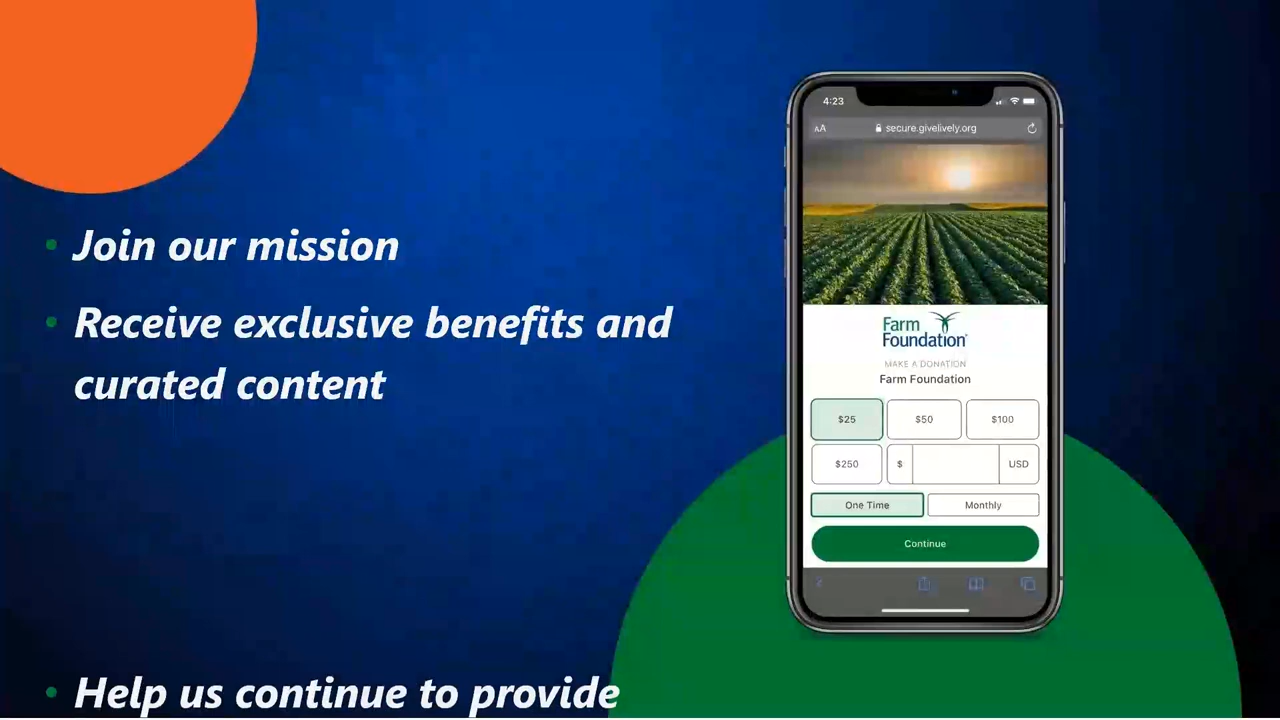 • Join our mission
• Receive exclusive benefits and
curated content
• Help us continue to provide
4:23
AA secure.givelively.org
Farm
Foundation®
MAKE A DONATION
Farm Foundation
$25 $50 $100
$250 $ USD
One Time Monthly
Continue